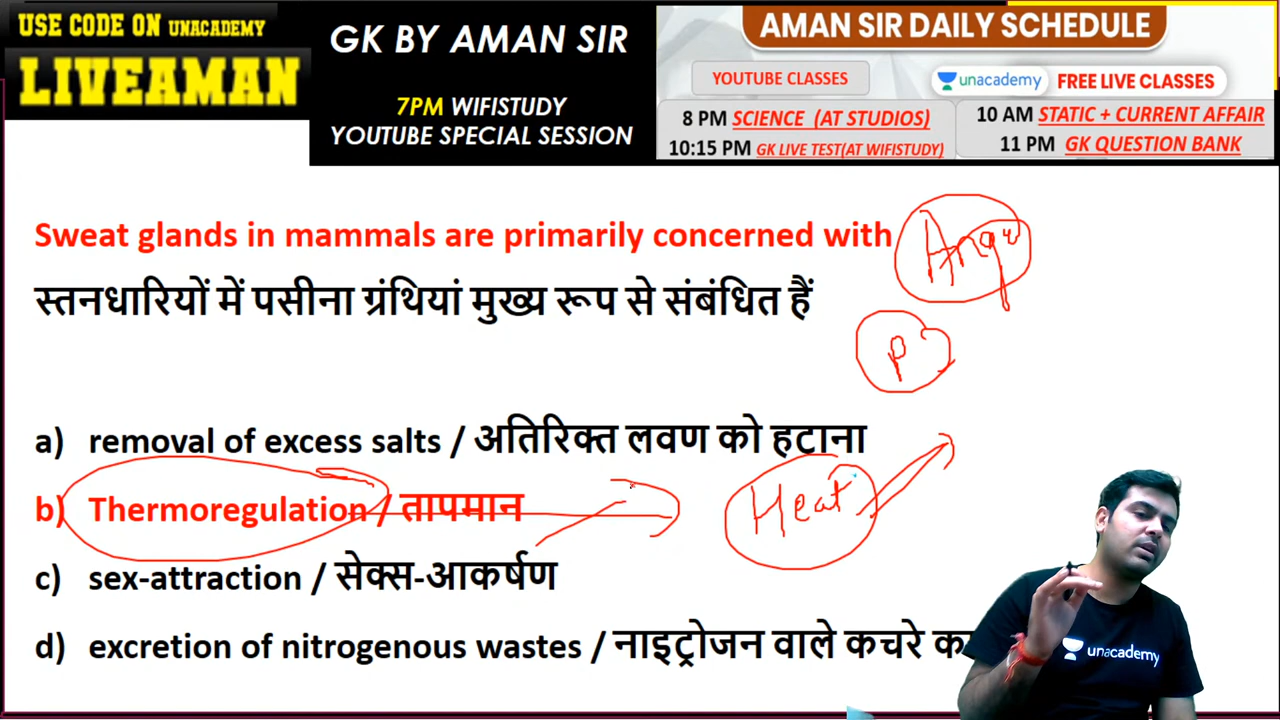 USE CODE ON UNACADEMY
LIVEAMAN
GK BY AMAN SIR
7PM WIFISTUDY
YOUTUBE SPECIAL SESSION
AMAN SIR DAILY SCHEDULE
YOUTUBE CLASSES
unacademy FREE LIVE CLASSES
8 PM SCIENCE (AT STUDIOS)
10 AM STATIC + CURRENT AFFAIR
10:15 PM GK LIVE TEST(AT WIFISTUDY)
11 PM GK QUESTION BANK
Sweat glands in mammals are primarily concerned with
स्तनधारियों में पसीना ग्रंथियां मुख्य रूप से संबंधित हैं
P
a) removal of excess salts / अतिरिक्त लवण को हटाना
b) Thermoregulation / तापमान
Heat
c) sex-attraction / सेक्स-आकर्षण
d) excretion of nitrogenous wastes / नाइट्रोजन वाले कचरे
unacademy